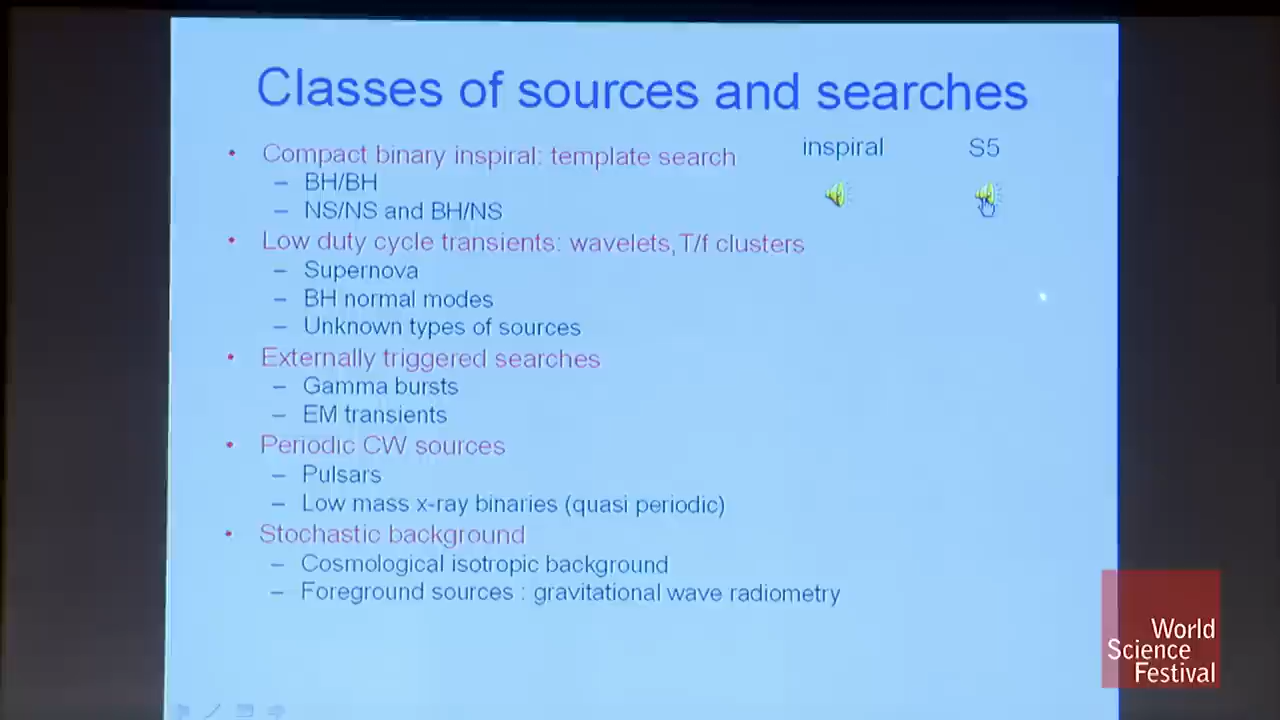 Classes of sources and searches
• Compact binary inspiral: template search
– BH/BH
– NS/NS and BH/NS
inspiral
S5
• Low duty cycle transients: wavelets,T/f clusters
– Supernova
– BH normal modes
– Unknown types of sources
• Externally triggered searches
– Gamma bursts
– EM transients
• Periodic CW sources
– Pulsars
– Low mass x-ray binaries (quasi periodic)
• Stochastic background
– Cosmological isotropic background
– Foreground sources : gravitational wave radiometry
World
Science
Festival